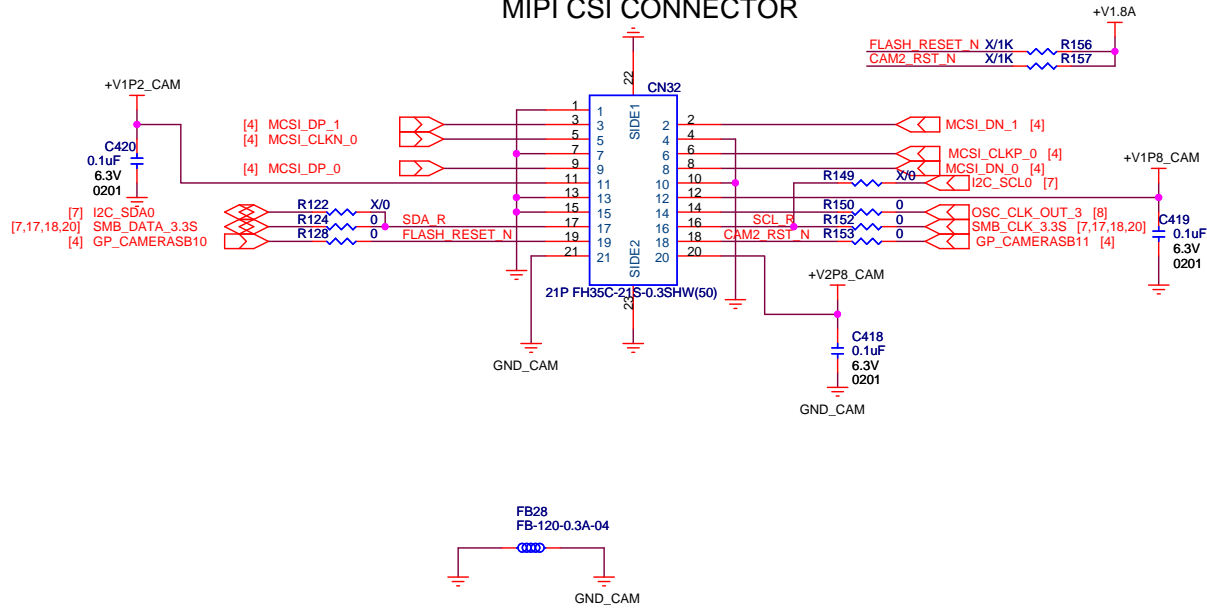 MIPI CSI CONNECTOR
+V1.8A
FLASH_RESET_N X/1K R156
CAM2_RST_N X/1K R157
+V1P2_CAM
C420
0.1uF
6.3V
0201
22
CN32
SIDE1
SIDE2
23
21P FH35C-21S-0.3SHW(50)
1 1
[4] MCSI_DP_1 3 3
[4] MCSI_CLKN_0 5 5
7 7
[4] MCSI_DP_0 9 9
11 11
13 13
15 15
[7] I2C_SDA0 R122 X/0
[7,17,18,20] SMB_DATA_3.3S R124 0 SDA_R 17 17
[4] GP_CAMERASB10 R128 0 FLASH_RESET_N 19 19
21 21
GND_CAM
2 2 MCSI_DN_1 [4]
4 4
6 6 MCSI_CLKP_0 [4]
8 8 MCSI_DN_0 [4]
10 10 R149 X/0 I2C_SCL0 [7]
12 12
14 14 R150 0 OSC_CLK_OUT_3 [8]
16 16 SCL_R R152 0 SMB_CLK_3.3S [7,17,18,20]
18 18 CAM2_RST_N R153 0 GP_CAMERASB11 [4]
20 20
+V1P8_CAM
C419
0.1uF
6.3V
0201
+V2P8_CAM
C418
0.1uF
6.3V
0201
GND_CAM
FB28
FB-120-0.3A-04
GND_CAM